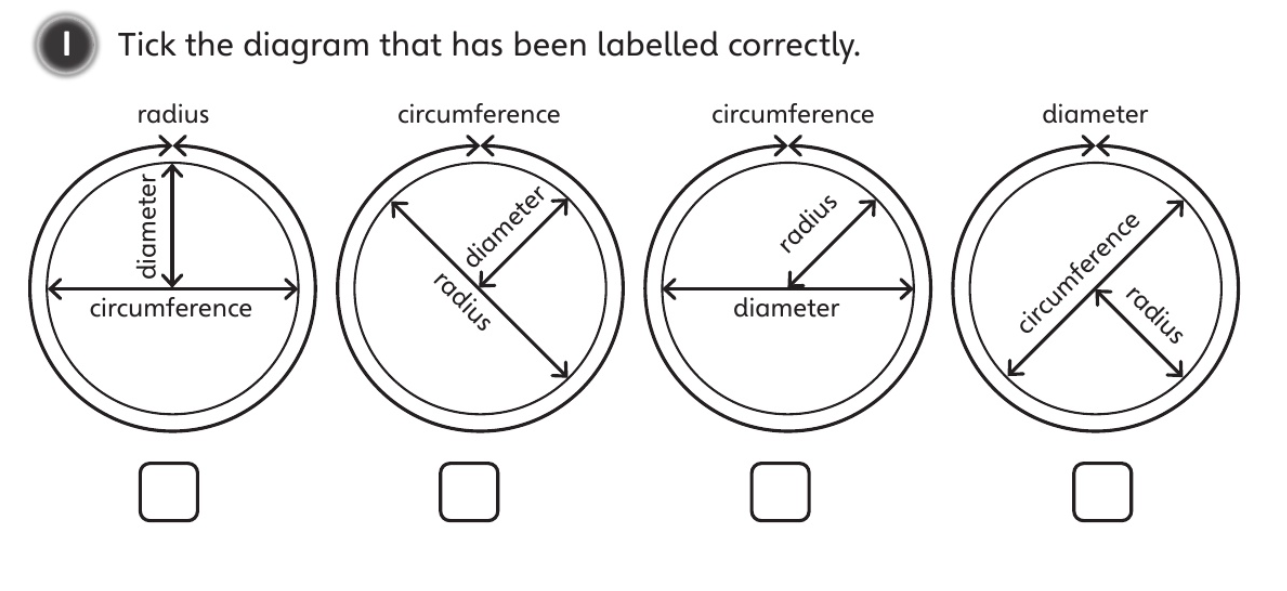 1 Tick the diagram that has been labelled correctly.
radius
diameter
circumference
circumference
diameter
radius
circumference
radius
diameter
diameter
circumference
radius